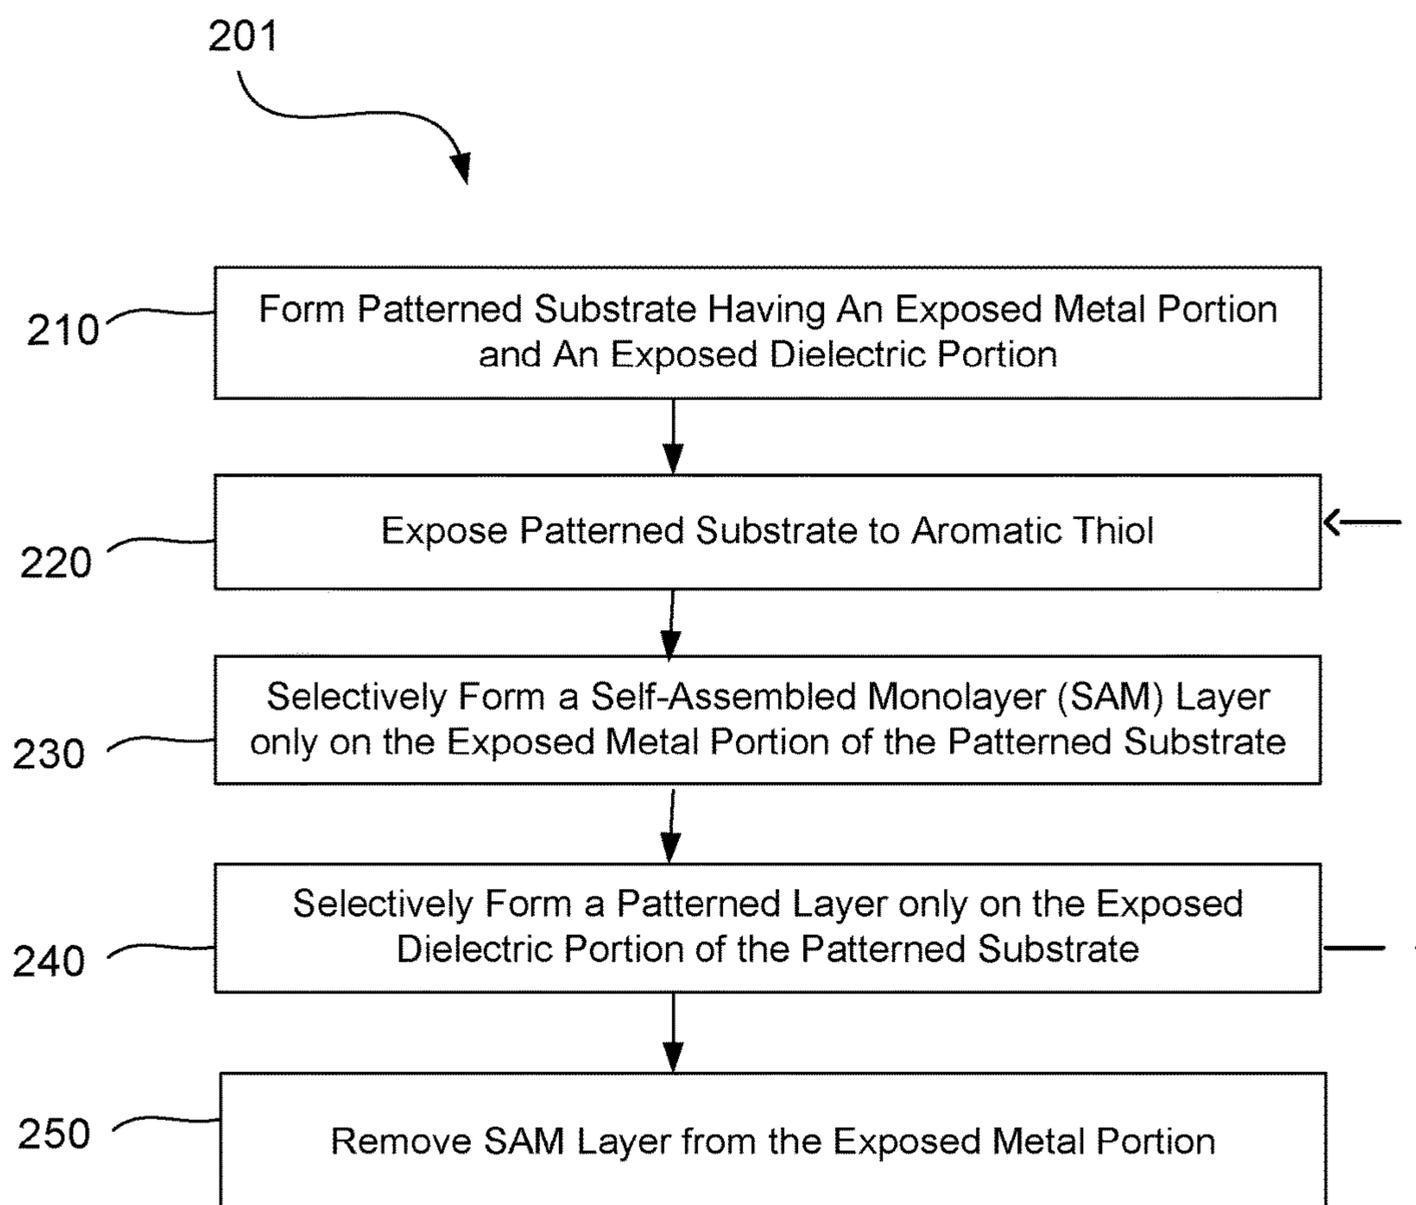 201
210
Form Patterned Substrate Having An Exposed Metal Portion
and An Exposed Dielectric Portion
220
Expose Patterned Substrate to Aromatic Thiol
230
Selectively Form a Self-Assembled Monolayer (SAM) Layer
only on the Exposed Metal Portion of the Patterned Substrate
240
Selectively Form a Patterned Layer only on the Exposed
Dielectric Portion of the Patterned Substrate
250
Remove SAM Layer from the Exposed Metal Portion